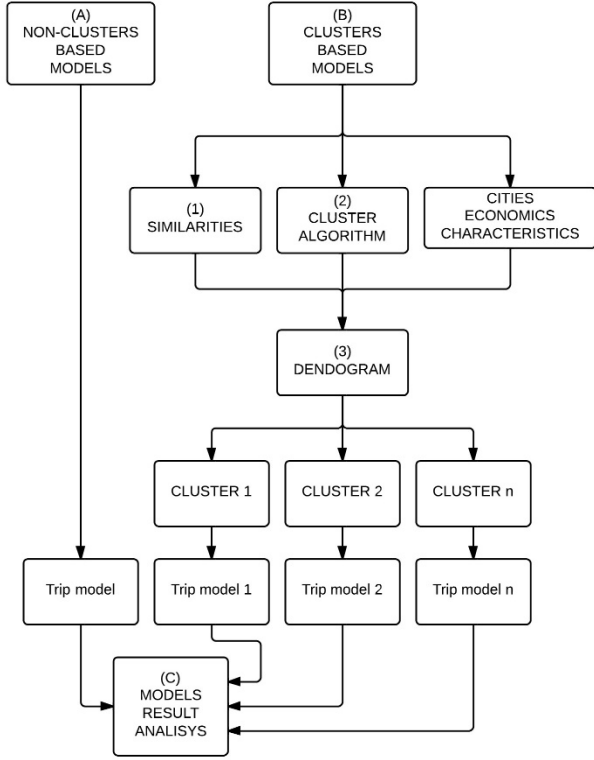 (A)
NON-CLUSTERS
BASED
MODELS
(B)
CLUSTERS
BASED
MODELS
(1)
SIMILARITIES
(2)
CLUSTER
ALGORITHM
CITIES
ECONOMICS
CHARACTERISTICS
(3)
DENDOGRAM
CLUSTER 1
CLUSTER 2
CLUSTER n
Trip model
Trip model 1
Trip model 2
Trip model n
(C)
MODELS
RESULT
ANALISYS